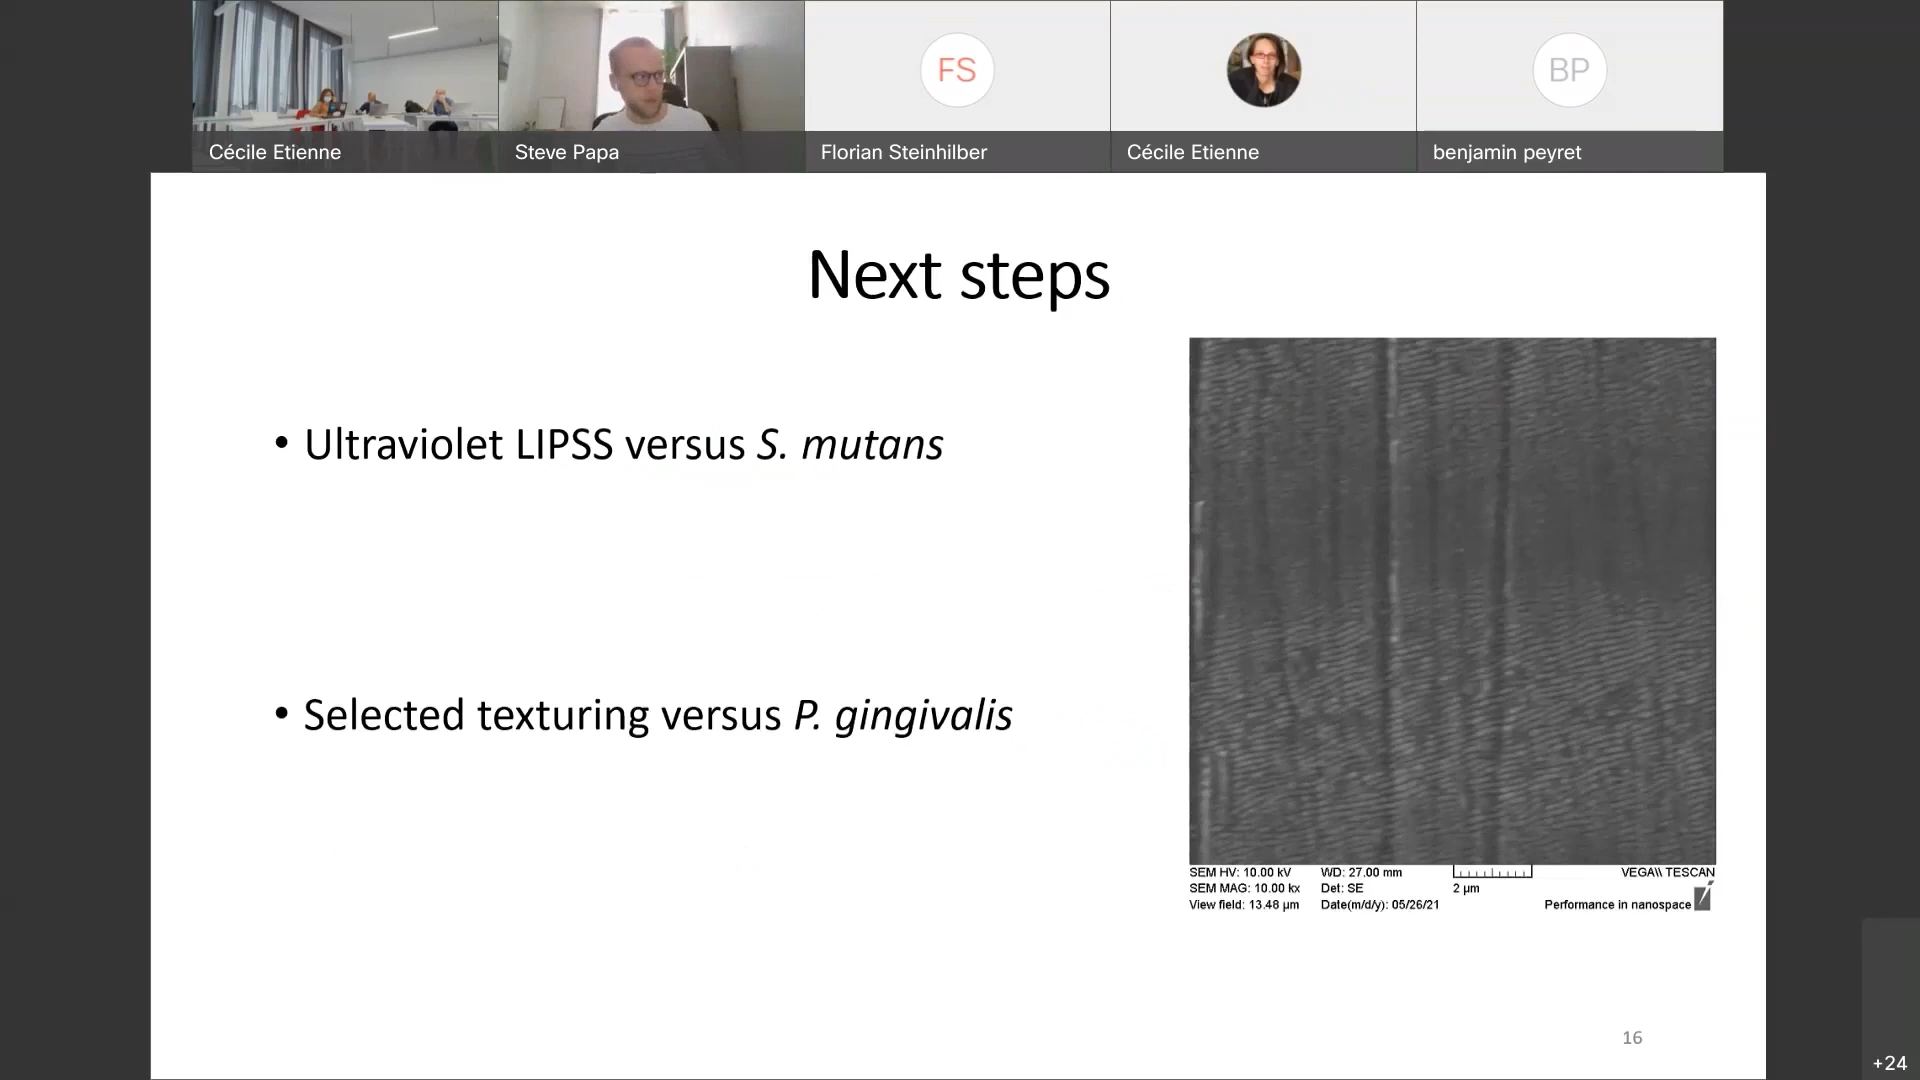 FS
BP
Cécile Etienne
Steve Papa
Florian Steinhilber
Cécile Etienne
benjamin peyret
Next steps
• Ultraviolet LIPSS versus S. mutans
• Selected texturing versus P. gingivalis
SEM HV: 10.00 kV WD: 27.00 mm VEGA\\ TESCAN
SEM MAG: 10.00 kx Det: SE 2 µm
View field: 13.48 µm Date(m/d/y): 05/26/21 Performance in nanospace
16
+24